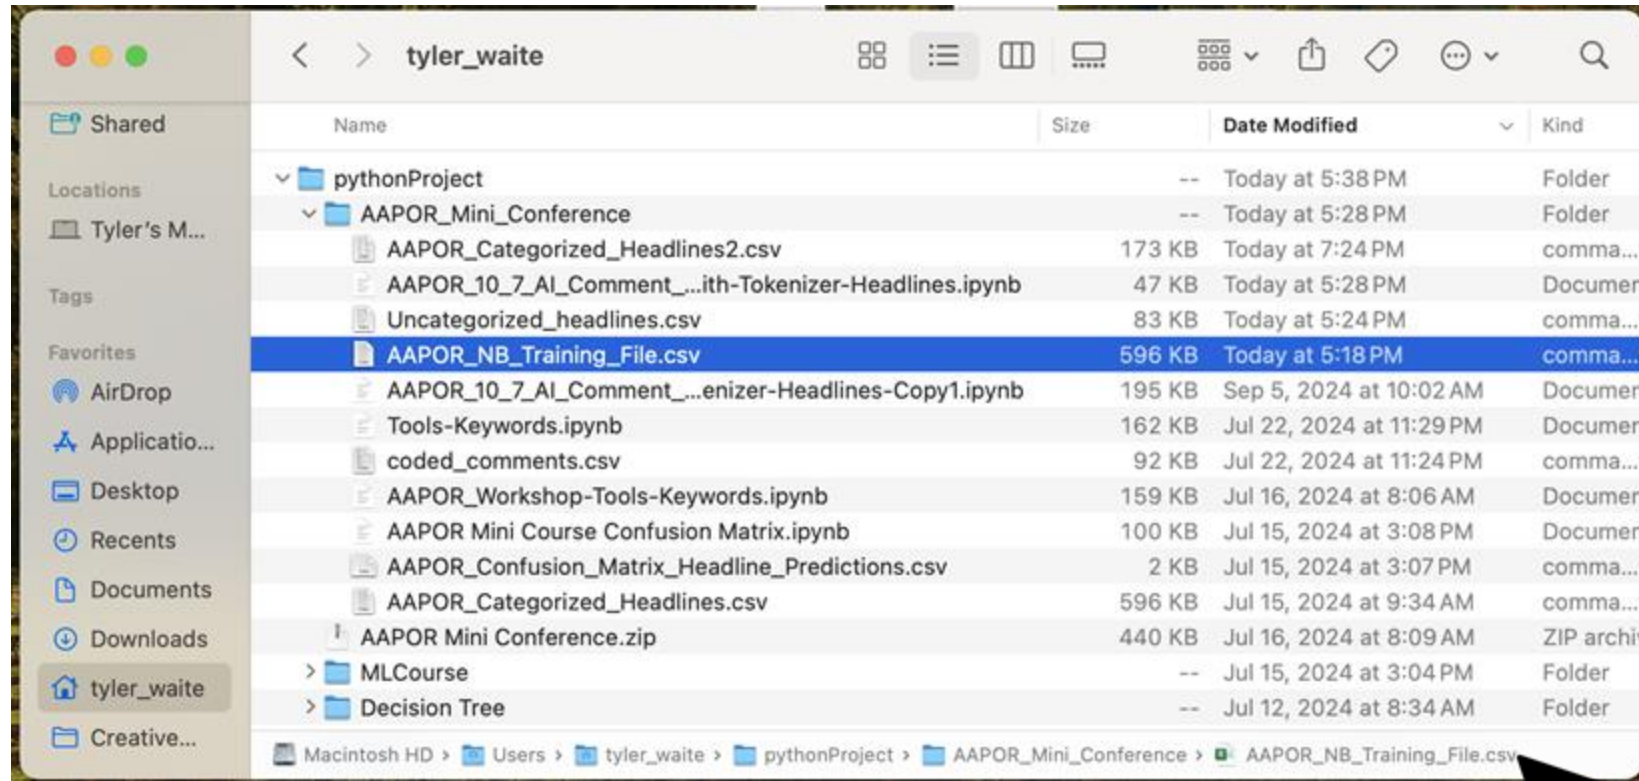 tyler_waite
Shared
Locations
Tyler's M...
Tags
Favorites
AirDrop
Applicatio...
Desktop
Recents
Documents
Downloads
tyler_waite
Creative...
Name Size Date Modified Kind
pythonProject -- Today at 5:38 PM Folder
AAPOR_Mini_Conference -- Today at 5:28 PM Folder
AAPOR_Categorized_Headlines2.csv 173 KB Today at 7:24 PM comma...
AAPOR_10_7_AI_Comment_...ith-Tokenizer-Headlines.ipynb 47 KB Today at 5:28 PM Documen
Uncategorized_headlines.csv 83 KB Today at 5:24 PM comma...
AAPOR_NB_Training_File.csv 596 KB Today at 5:18 PM comma...
AAPOR_10_7_AI_Comment_...enizer-Headlines-Copy1.ipynb 195 KB Sep 5, 2024 at 10:02 AM Documen
Tools-Keywords.ipynb 162 KB Jul 22, 2024 at 11:29 PM Documen
coded_comments.csv 92 KB Jul 22, 2024 at 11:24 PM comma...
AAPOR_Workshop-Tools-Keywords.ipynb 159 KB Jul 16, 2024 at 8:06 AM Documen
AAPOR Mini Course Confusion Matrix.ipynb 100 KB Jul 15, 2024 at 3:08 PM Documen
AAPOR_Confusion_Matrix_Headline_Predictions.csv 2 KB Jul 15, 2024 at 3:07 PM comma...
AAPOR_Categorized_Headlines.csv 596 KB Jul 15, 2024 at 9:34 AM comma...
AAPOR Mini Conference.zip 440 KB Jul 16, 2024 at 8:09 AM ZIP archi
MLCourse -- Jul 15, 2024 at 3:04 PM Folder
Decision Tree -- Jul 12, 2024 at 8:34 AM Folder
Macintosh HD › Users › tyler_waite › pythonProject › AAPOR_Mini_Conference › AAPOR_NB_Training_File.csv